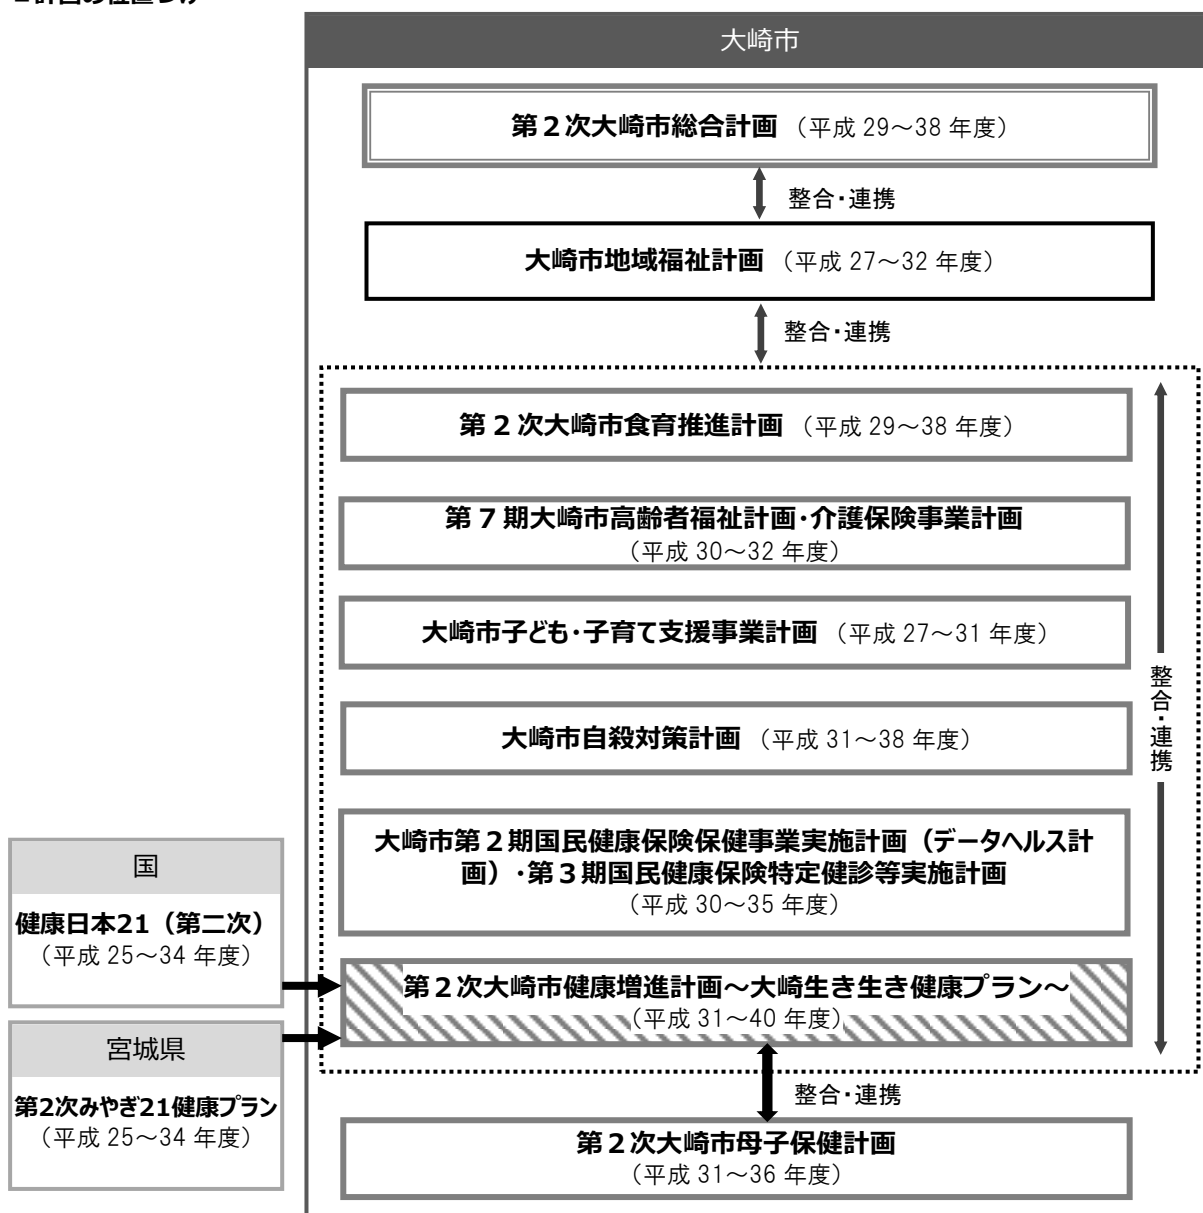 大崎市
第２次大崎市総合計画 （平成 29～38 年度）
整合・連携
大崎市地域福祉計画 （平成 27～32 年度）
整合・連携
第２次大崎市食育推進計画 （平成 29～38 年度）
第７期大崎市高齢者福祉計画・介護保険事業計画
（平成 30～32 年度）
大崎市子ども・子育て支援事業計画 （平成 27～31 年度）
大崎市自殺対策計画 （平成 31～38 年度）
大崎市第２期国民健康保険保健事業実施計画（データヘルス計
画）・第３期国民健康保険特定健診等実施計画
（平成 30～35 年度）
第２次大崎市健康増進計画～大崎生き生き健康プラン～
（平成 31～40 年度）
整合・連携
整合・連携
第２次大崎市母子保健計画
（平成 31～36 年度）
国
健康日本21（第二次）
（平成 25～34 年度）
宮城県
第2次みやぎ21健康プラン
（平成 25～34 年度）